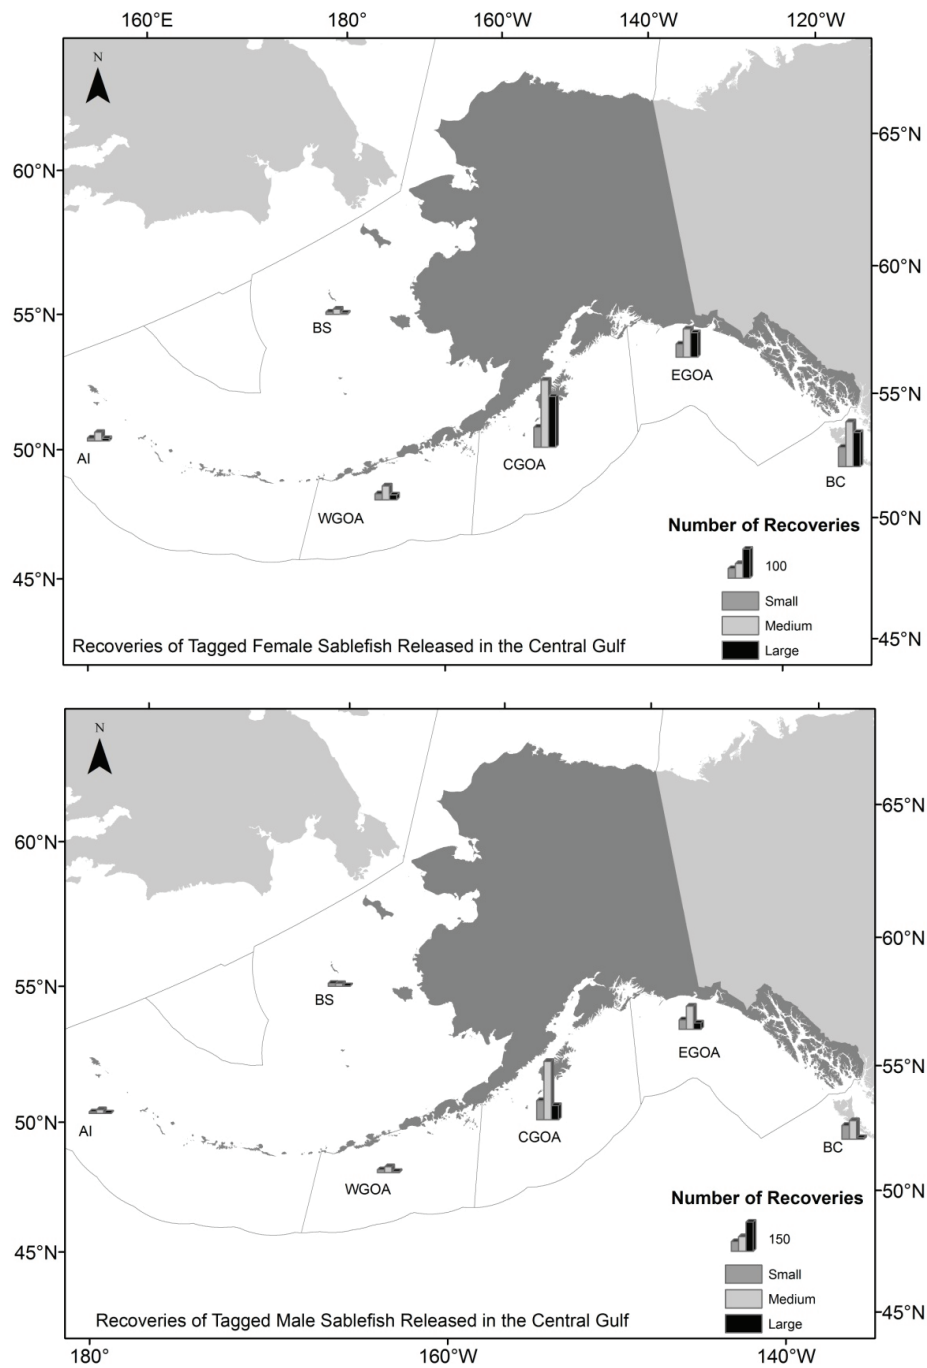 160°E 180° 160°W 140°W 120°W
N
65°N
60°N
60°N
55°N
BS
EGOA
55°N
50°N
AI
CGOA
BC
WGOA
50°N
Number of Recoveries
100
45°N
Small
Medium
45°N
Recoveries of Tagged Female Sablefish Released in the Central Gulf
Large
N
65°N
60°N
60°N
55°N
BS
EGOA
55°N
50°N
AI
CGOA
BC
WGOA
50°N
Number of Recoveries
150
45°N
Small
Medium
45°N
Recoveries of Tagged Male Sablefish Released in the Central Gulf
Large
180° 160°W 140°W